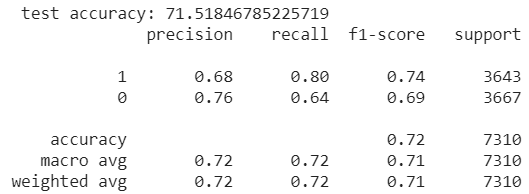 test accuracy: 71.51846785225719
precision recall f1-score support
1 0.68 0.80 0.74 3643
0 0.76 0.64 0.69 3667
accuracy 0.72 7310
macro avg 0.72 0.72 0.71 7310
weighted avg 0.72 0.72 0.71 7310